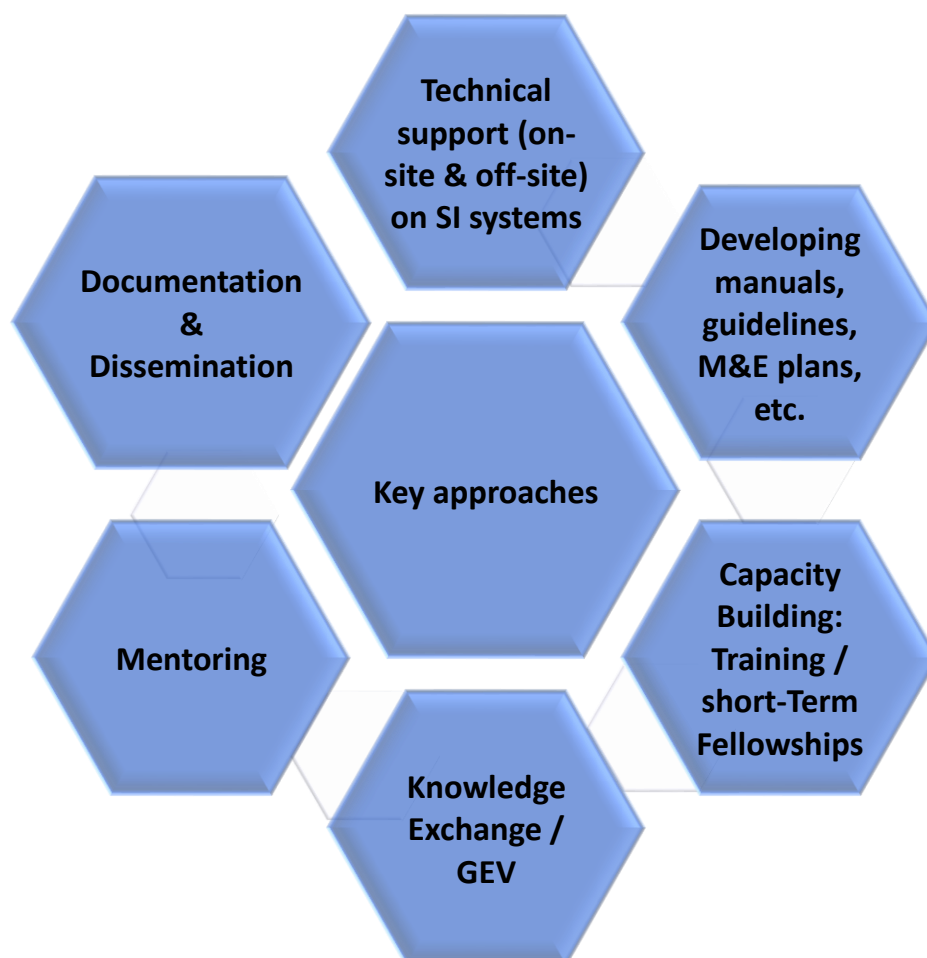 Technical
support (on-
site & off-site)
on SI systems
Developing
manuals,
guidelines,
M&E plans,
etc.
Capacity
Building:
Training /
short-Term
Fellowships
Knowledge
Exchange /
GEV
Mentoring
Documentation
&
Dissemination
Key approaches